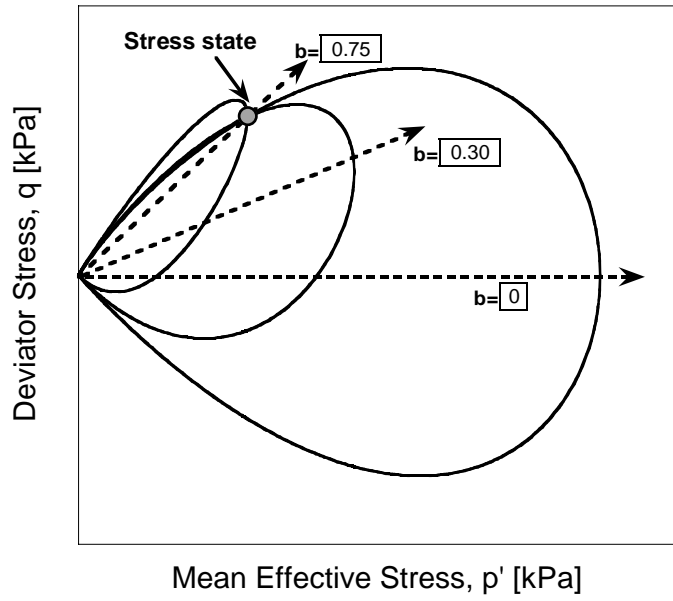 Stress state
b= 0.75
b= 0.30
b= 0
Deviator Stress, q [kPa]
Mean Effective Stress, p' [kPa]